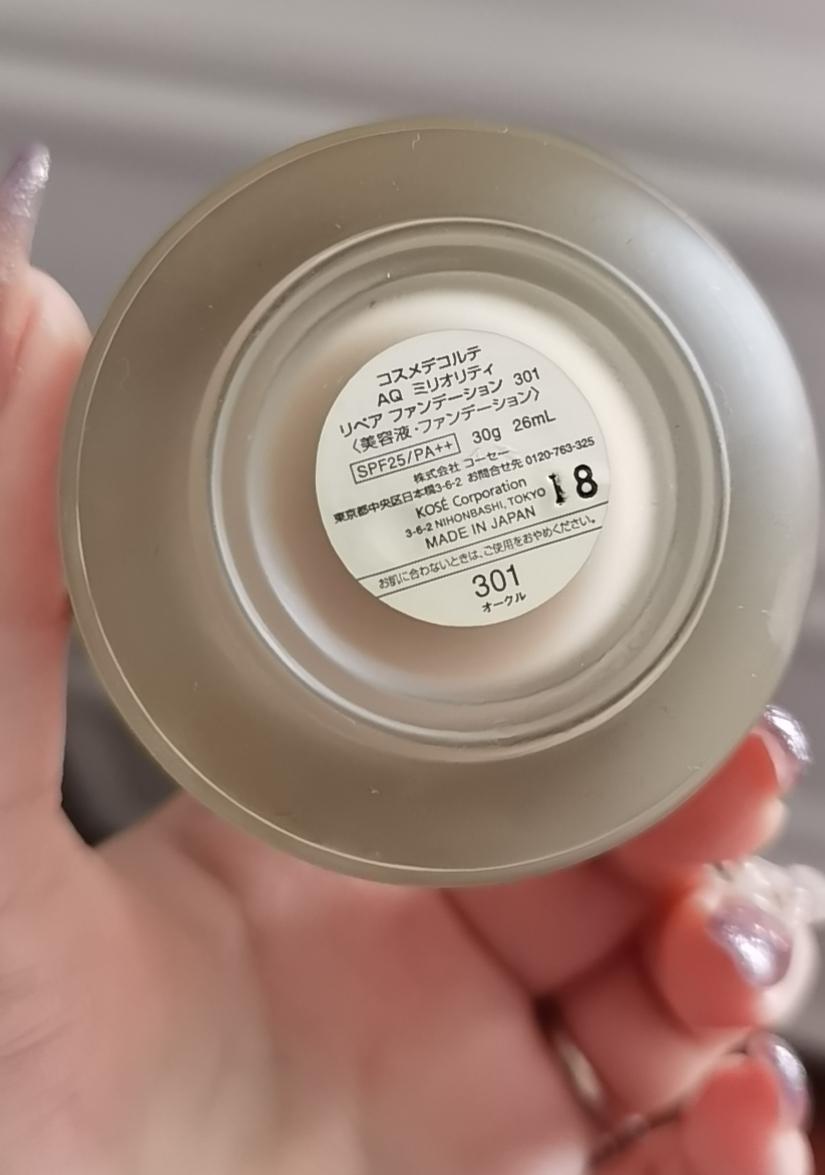 コスメデコルテ
AQ ミリオリティ
リペア ファンデーション 301
〈美容液・ファンデーション〉
SPF25/PA++ 30g 26mL
株式会社 コーセー
東京都中央区日本橋3-6-2 お問合せ先 0120-763-325
KOSÉ Corporation
3-6-2 NIHONBASHI, TOKYO
MADE IN JAPAN
8
お肌に合わないときは、ご使用をおやめください。
301
オークル